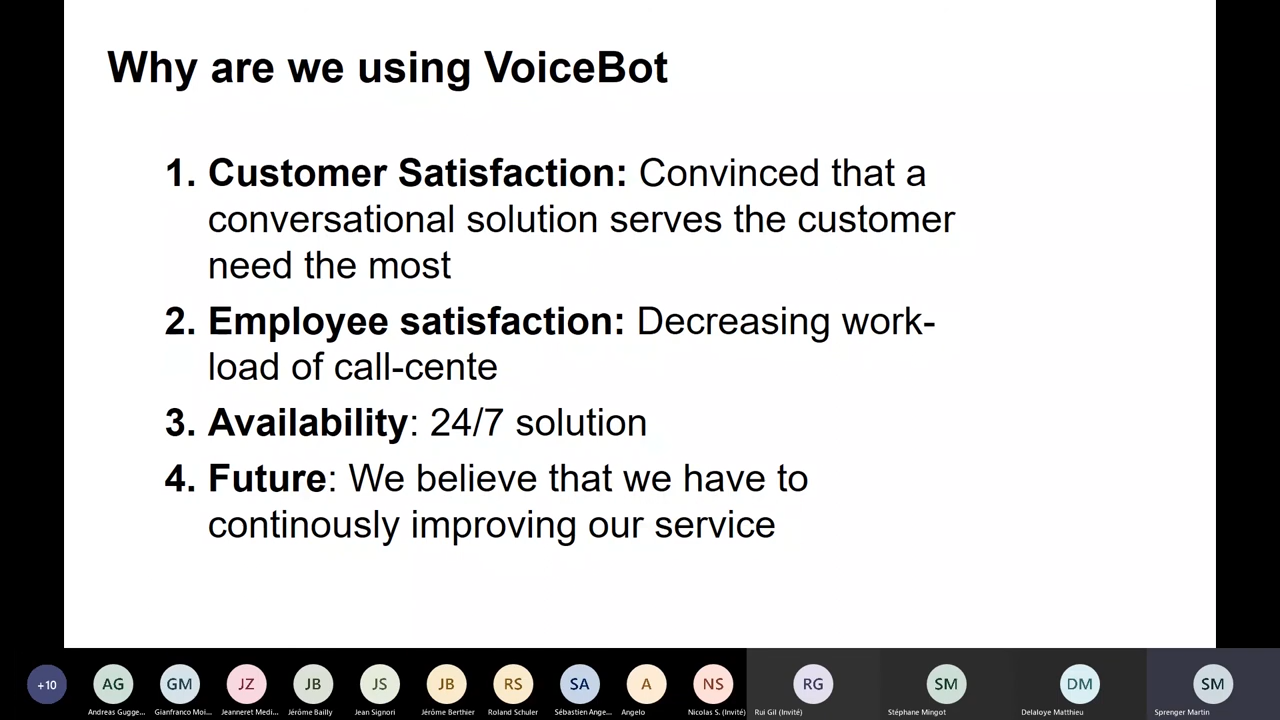 Why are we using VoiceBot
1. Customer Satisfaction: Convinced that a
conversational solution serves the customer
need the most
2. Employee satisfaction: Decreasing work-
load of call-cente
3. Availability: 24/7 solution
4. Future: We believe that we have to
continously improving our service
+10 AG GM JZ JB JS JB RS SA A NS RG SM DM SM
Andreas Gugge... Gianfranco Moi... Jeanneret Medi... Jérôme Bailly Jean Signori Jérôme Berthier Roland Schuler Sébastien Ange... Angelo Nicolas S. (Invité) Rui Gil (Invité) Stéphane Mingot Delaloye Matthieu Sprenger Martin